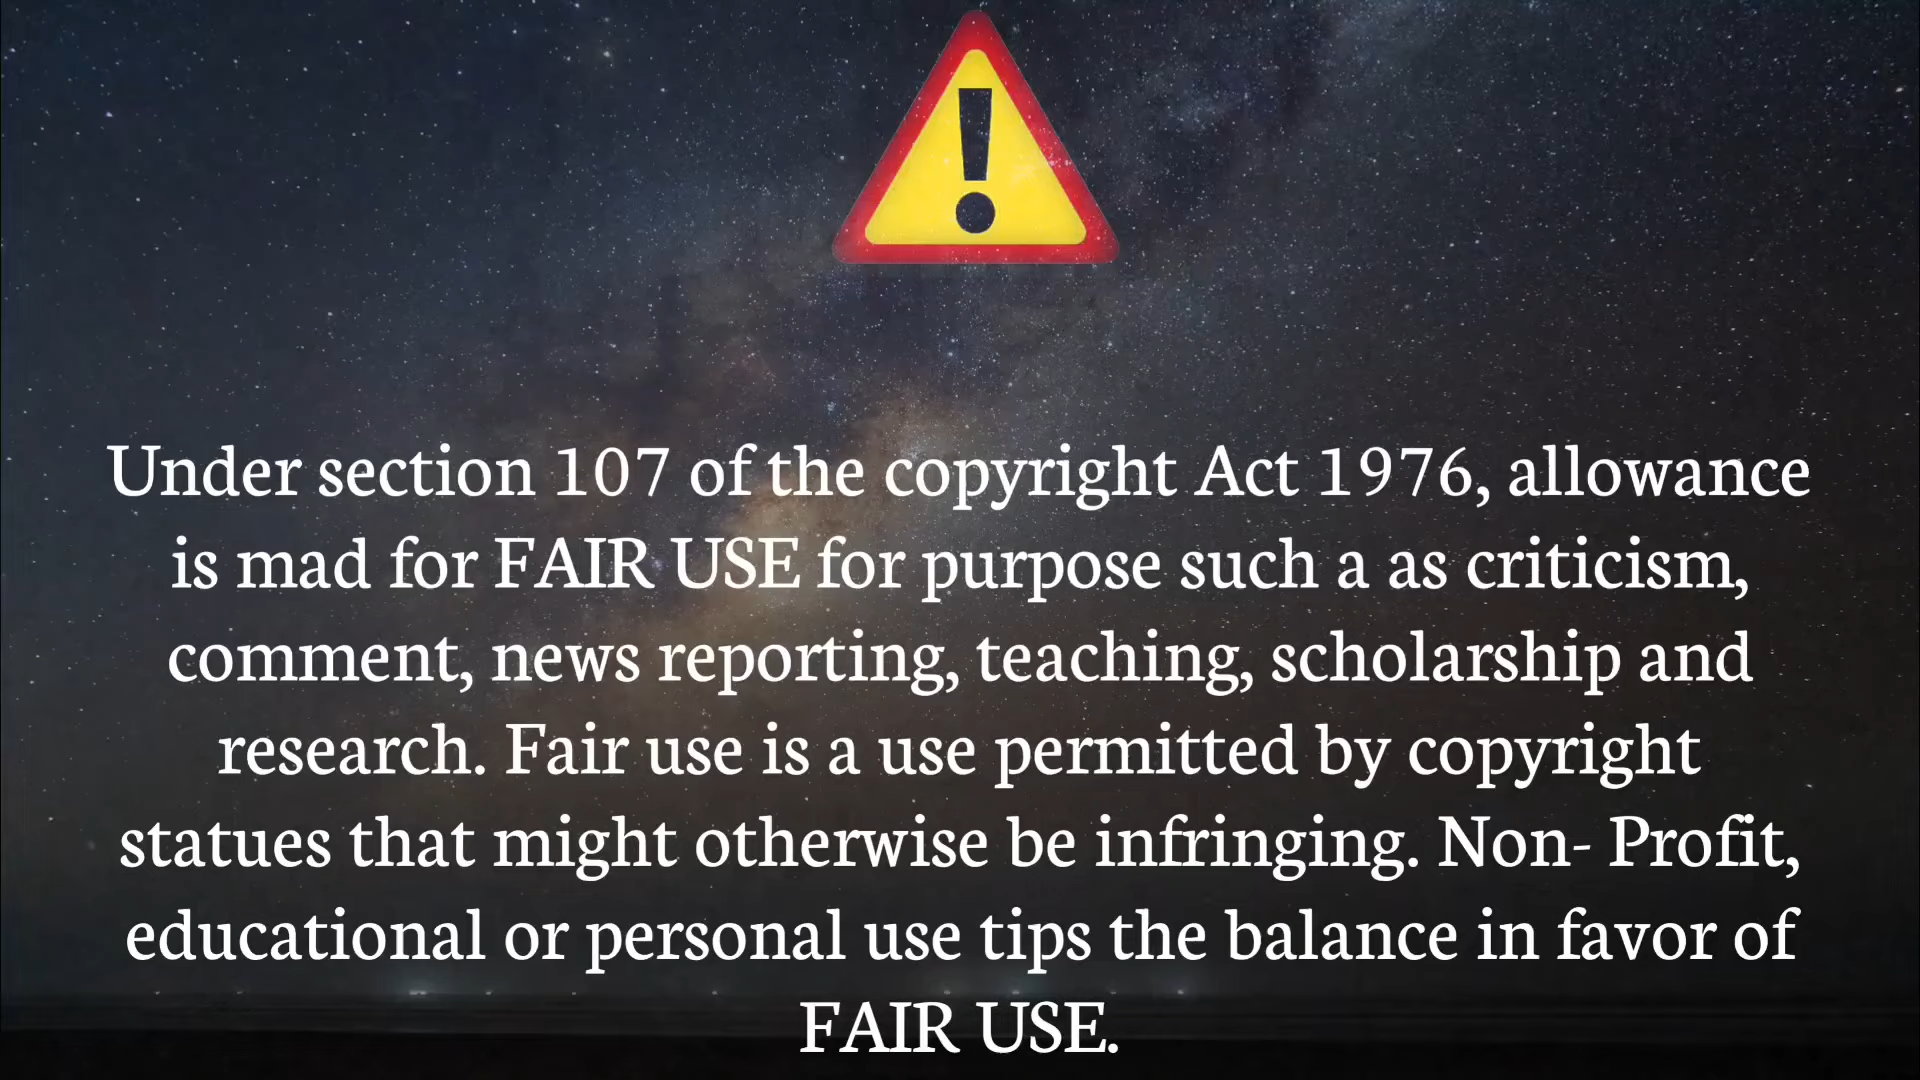 Under section 107 of the copyright Act 1976, allowance
is mad for FAIR USE for purpose such a as criticism,
comment, news reporting, teaching, scholarship and
research. Fair use is a use permitted by copyright
statues that might otherwise be infringing. Non- Profit,
educational or personal use tips the balance in favor of
FAIR USE.